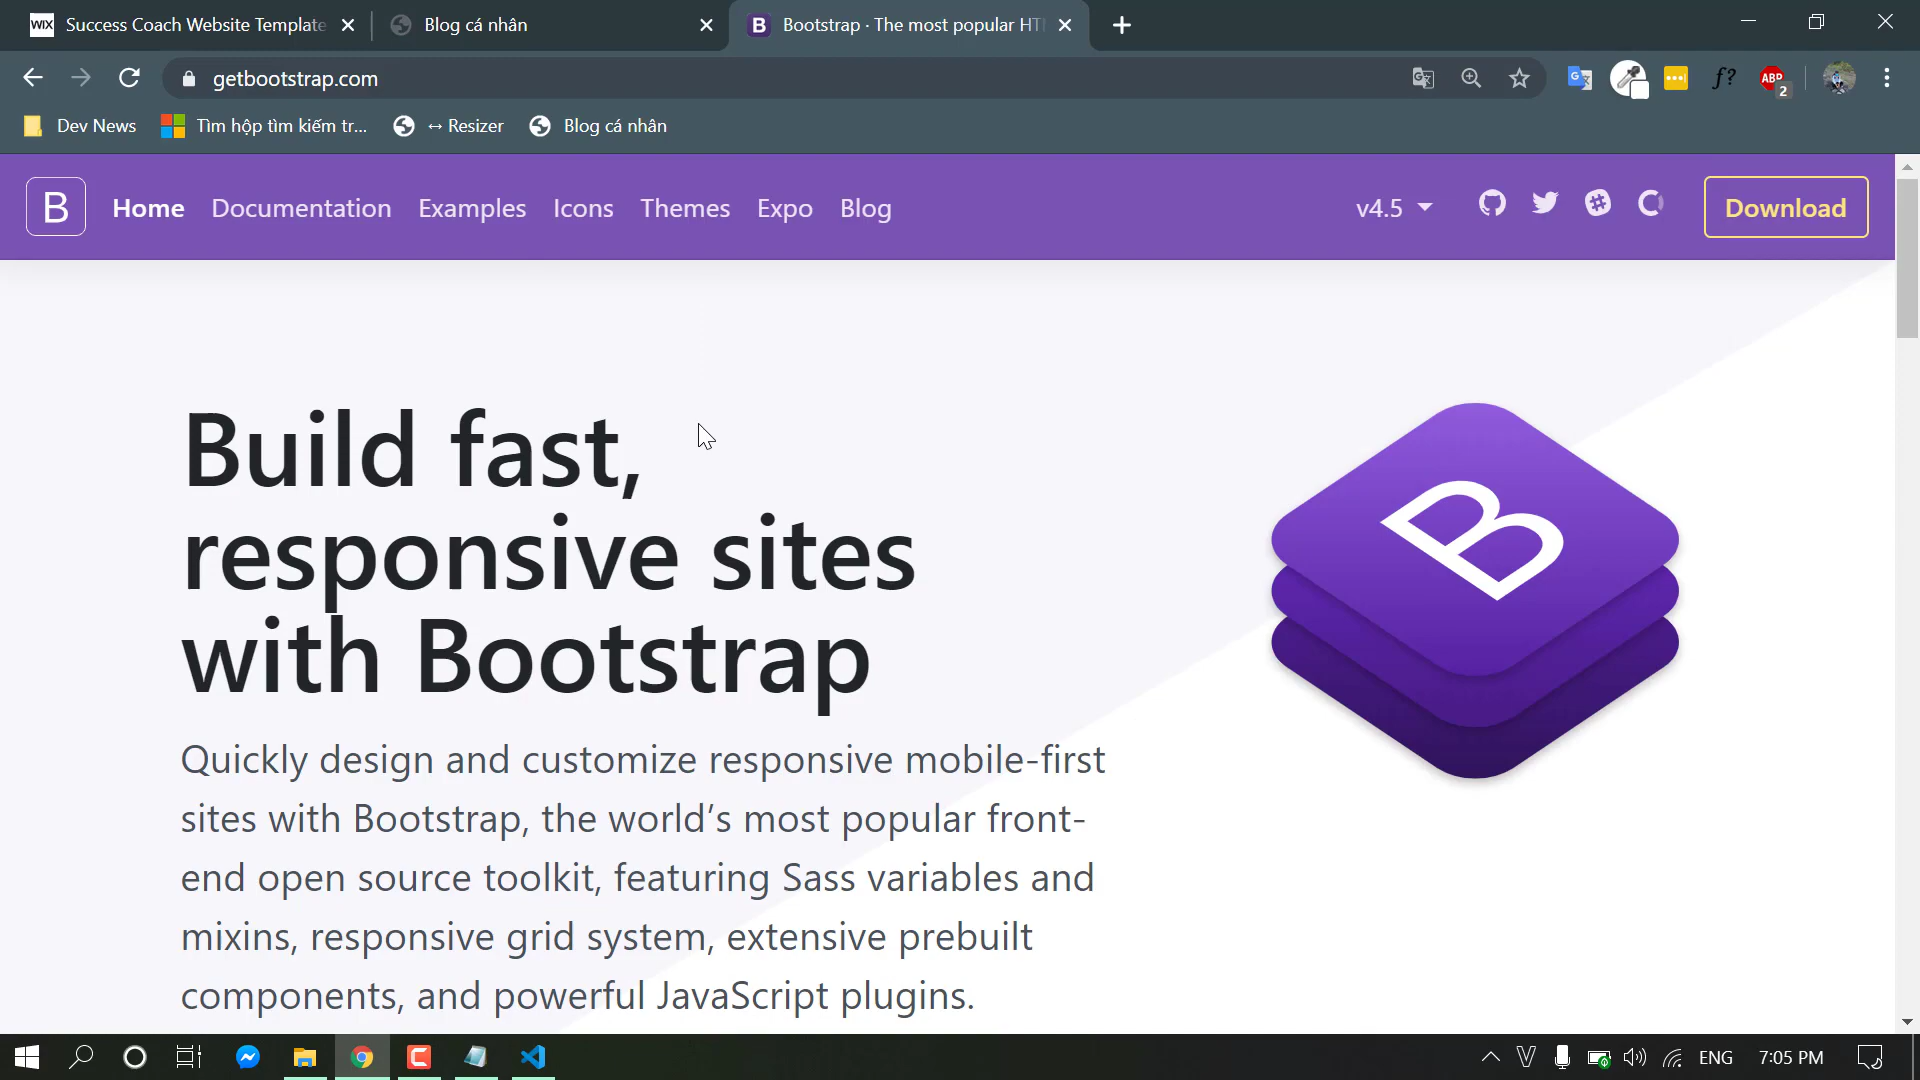 WIX Success Coach Website Template
Blog cá nhân
B Bootstrap · The most popular HT
getbootstrap.com
ABP
2
f?
Dev News
Tìm hộp tìm kiếm tr...
↔ Resizer
Blog cá nhân
B
Home
Documentation
Examples
Icons
Themes
Expo
Blog
v4.5
Download
Build fast,
responsive sites
with Bootstrap
B
Quickly design and customize responsive mobile-first
sites with Bootstrap, the world’s most popular front-
end open source toolkit, featuring Sass variables and
mixins, responsive grid system, extensive prebuilt
components, and powerful JavaScript plugins.
V
ENG
7:05 PM